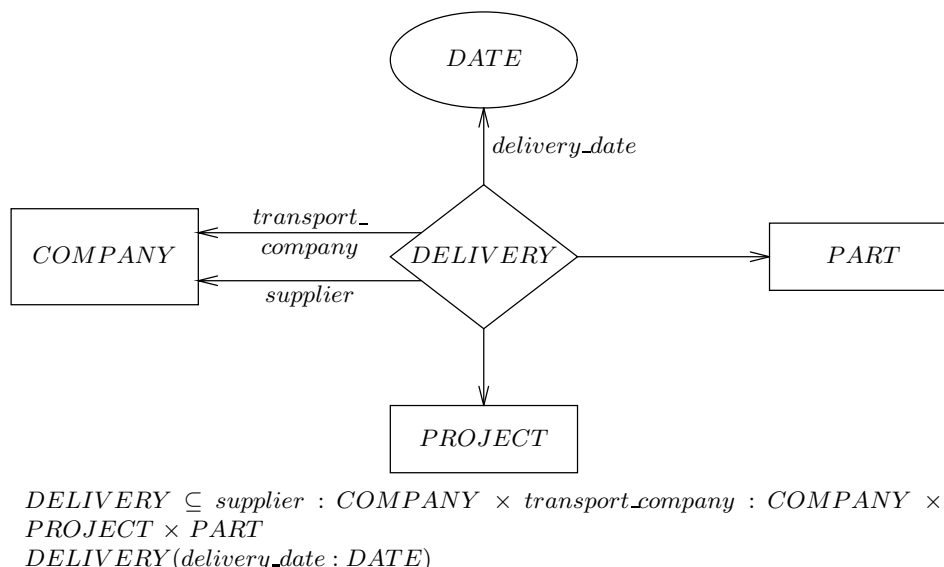 DATE
delivery_date
transport_
company
supplier
COMPANY
DELIVERY
PART
PROJECT
DELIVERY ⊆ supplier : COMPANY × transport_company : COMPANY ×
PROJECT × PART
DELIVERY(delivery_date : DATE)